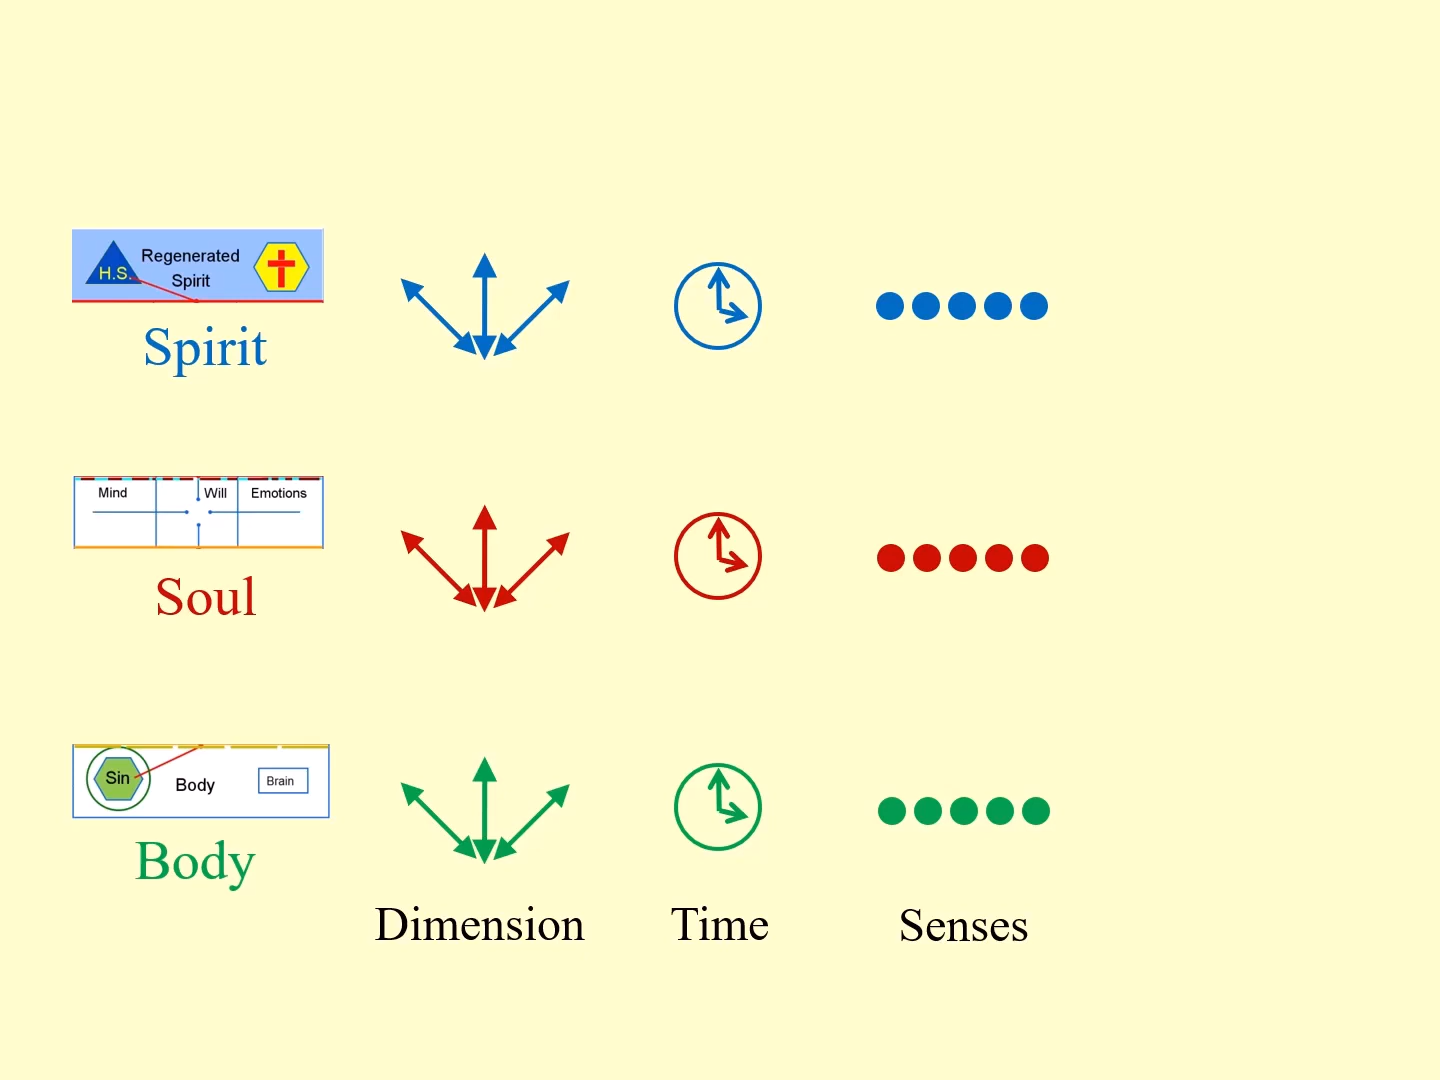 H.S.
Regenerated
Spirit
Spirit
Mind
Will
Emotions
Soul
Sin
Body
Brain
Body
Dimension
Time
Senses